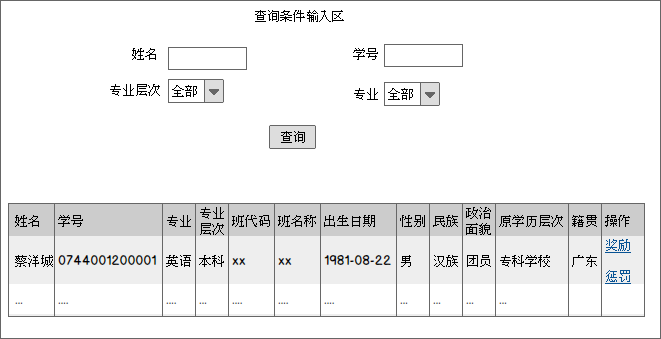 查询条件输入区
姓名 学号
专业层次 全部 专业 全部
查询
姓名 学号 专业 专业层次 班代码 班名称 出生日期 性别 民族 政治面貌 原学历层次 籍贯 操作
蔡洋城 0744001200001 英语 本科 xx xx 1981-08-22 男 汉族 团员 专科学校 广东 奖励
惩罚
... .... .... ... .... .... .... ... ... ... ...